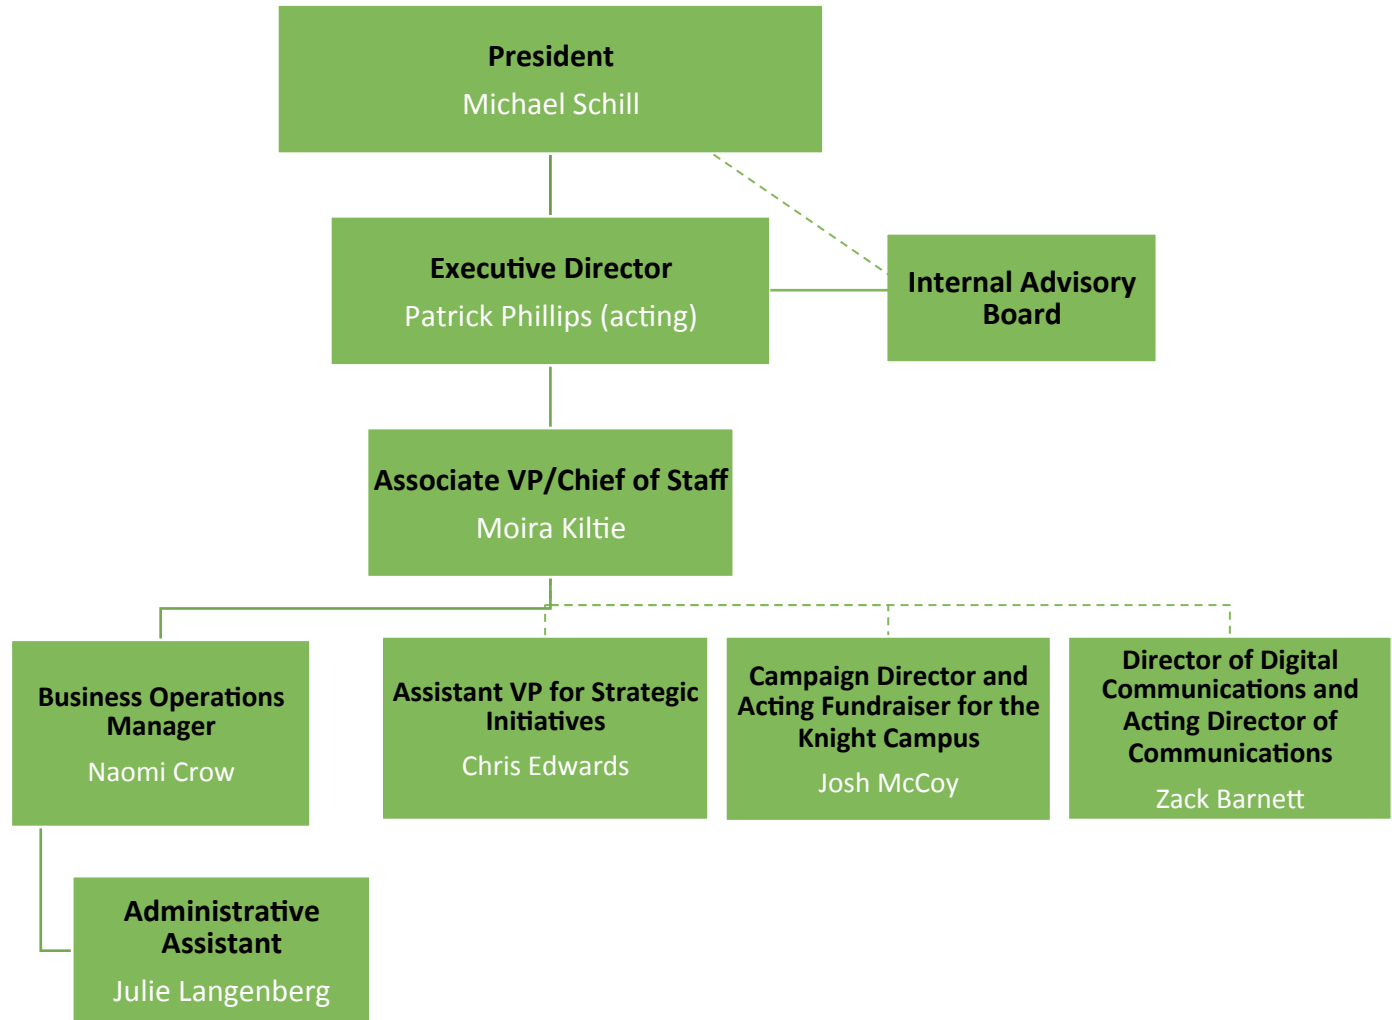 President
Michael Schill
Executive Director
Patrick Phillips (acting)
Internal Advisory
Board
Associate VP/Chief of Staff
Moira Kiltie
Business Operations
Manager
Naomi Crow
Assistant VP for Strategic
Initiatives
Chris Edwards
Campaign Director and
Acting Fundraiser for the
Knight Campus
Josh McCoy
Director of Digital
Communications and
Acting Director of
Communications
Zack Barnett
Administrative
Assistant
Julie Langenberg